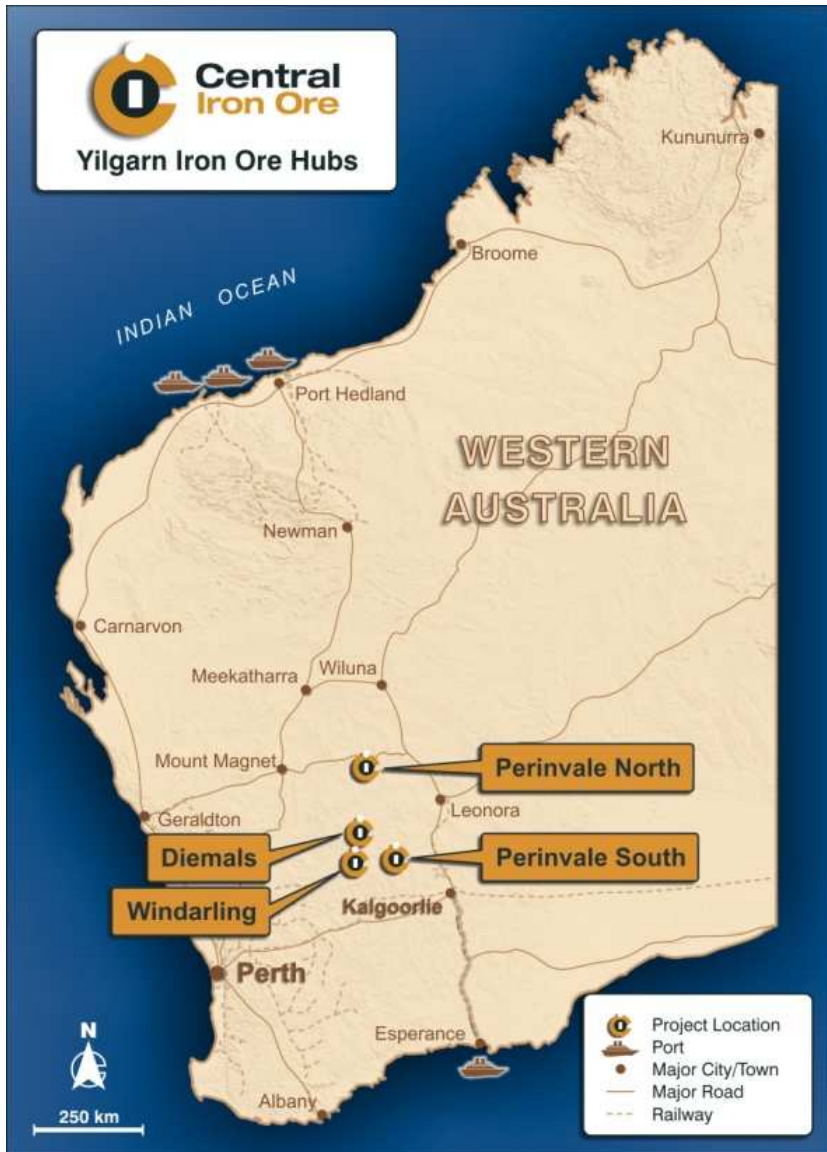 Central
Iron Ore
Yilgarn Iron Ore Hubs
Kununurra
Broome
INDIAN OCEAN
Port Hedland
WESTERN
AUSTRALIA
Newman
Carnarvon
Meekatharra
Wiluna
Mount Magnet
Perinvale North
Leonora
Geraldton
Diemals
Perinvale South
Windarling
Kalgoorlie
Perth
Esperance
Albany
N
250 km
Project Location
Port
Major City/Town
Major Road
Railway